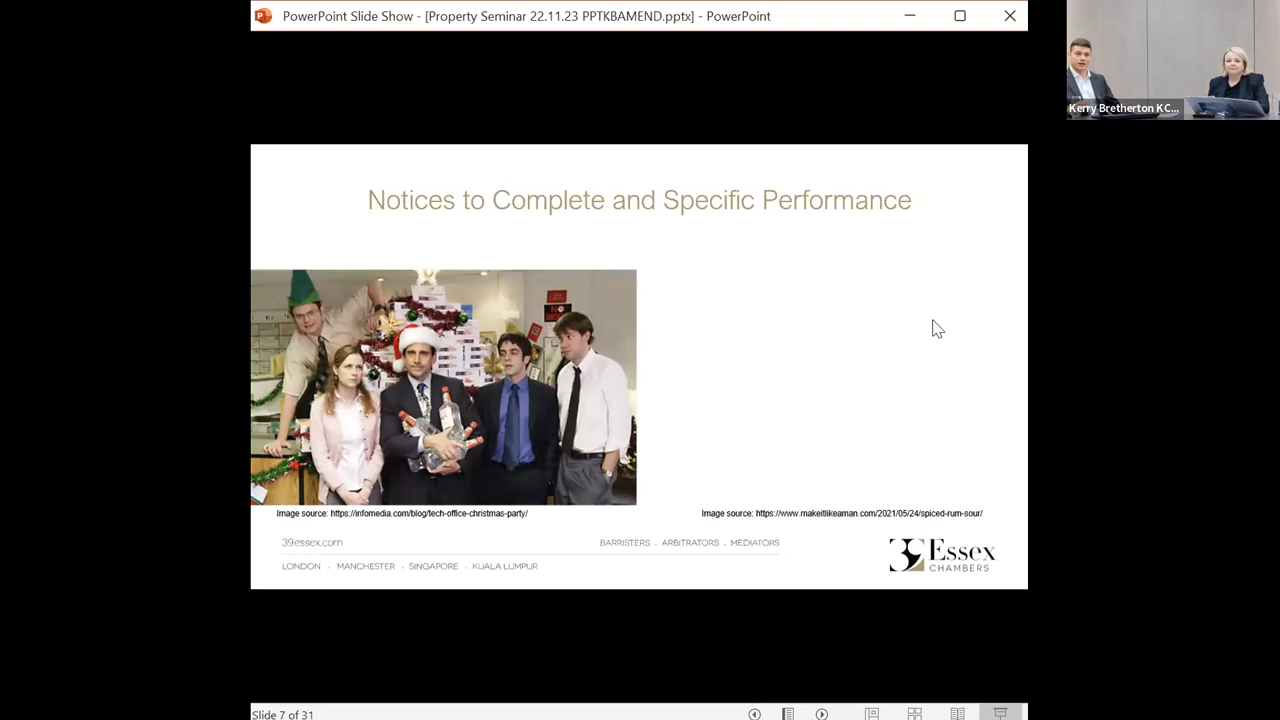 PowerPoint Slide Show - [Property Seminar 22.11.23 PPTKBAMEND.pptx] - PowerPoint
Kerry Bretherton KC...
Notices to Complete and Specific Performance
Image source: https://infomedia.com/blog/tech-office-christmas-party/
Image source: https://www.makeitlikeaman.com/2021/05/24/spiced-rum-sour/
39essex.com
BARRISTERS . ARBITRATORS . MEDIATORS
LONDON . MANCHESTER . SINGAPORE . KUALA LUMPUR
39 Essex
CHAMBERS
Slide 7 of 31